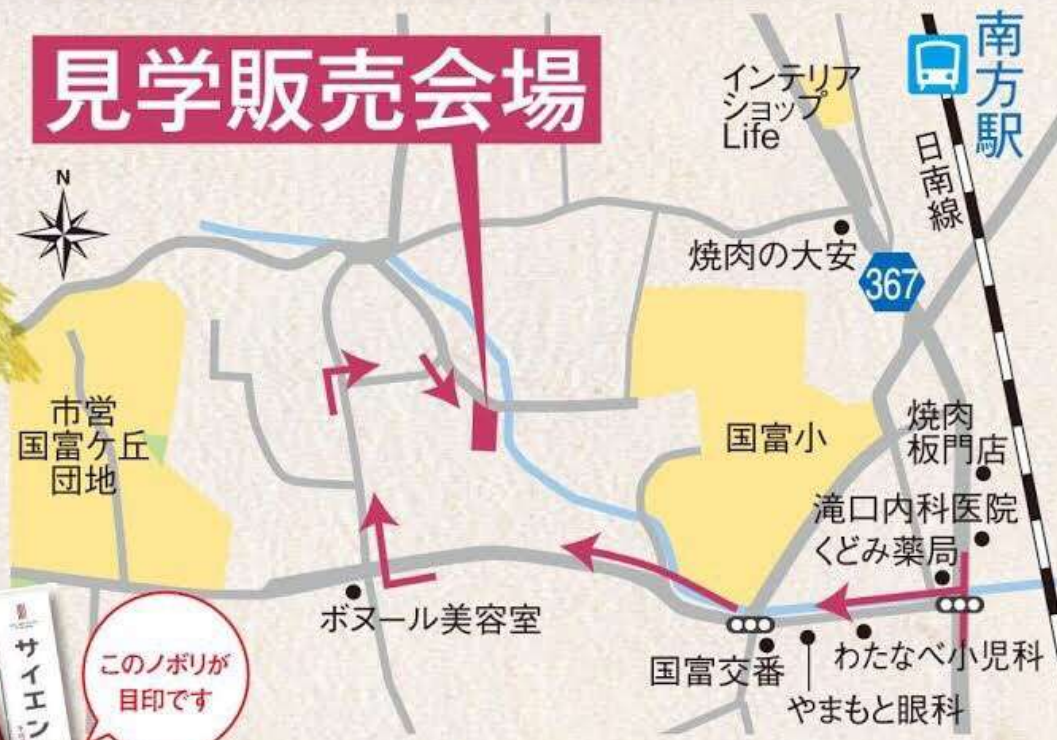 見学販売会場
インテリア
ショップ
Life
南方駅
日南線
N
焼肉の大安
367
市営
国富ケ丘
団地
国富小
焼肉
板門店
滝口内科医院
くどみ薬局
ボヌール美容室
国富交番
わたなべ小児科
やまもと眼科
このノボリが
目印です
サイエン